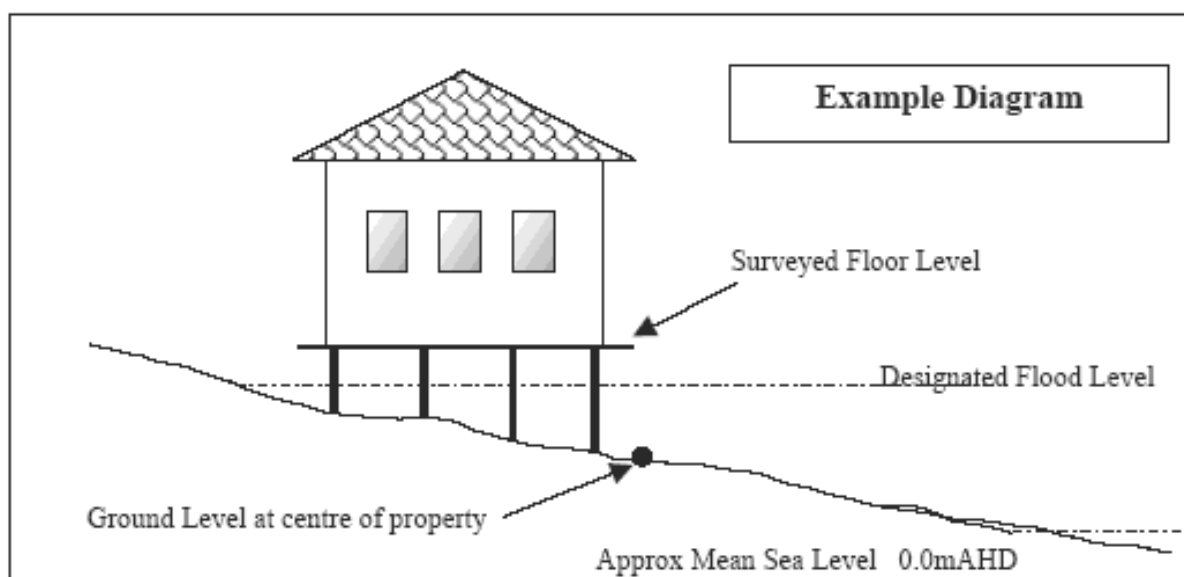 Example Diagram
Surveyed Floor Level
Designated Flood Level
Ground Level at centre of property
Approx Mean Sea Level 0.0mAHD